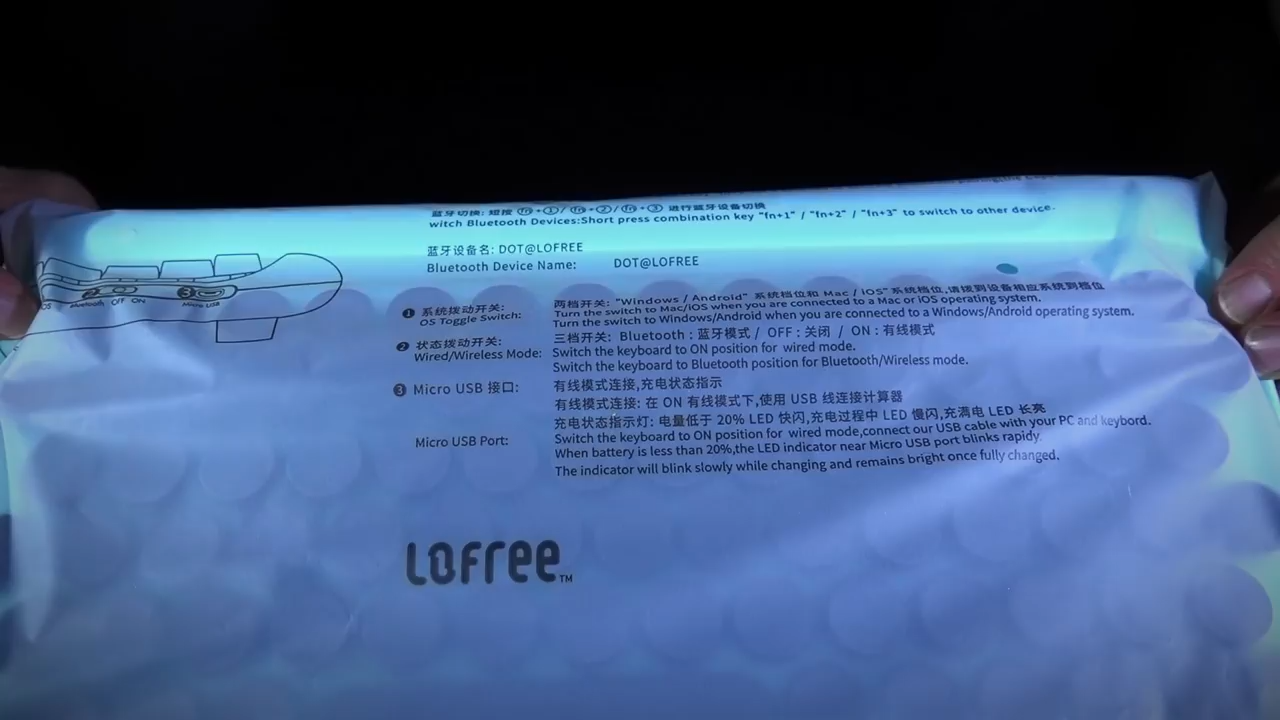 蓝牙切换: 短按 fn+① / fn+② / fn+③ 进行蓝牙设备切换
witch Bluetooth Devices:Short press combination key "fn+1" / "fn+2" / "fn+3" to switch to other device.
蓝牙设备名: DOT@LOFREE
Bluetooth Device Name: DOT@LOFREE
OS ② Bluetooth OFF ON ③ Micro USB
❶ 系统拨动开关: 两档开关: "Windows / Android" 系统档位和 Mac / iOS" 系统档位,请拨到设备相应系统到档位
OS Toggle Switch: Turn the switch to Mac/iOS when you are connected to a Mac or iOS operating system.
Turn the switch to Windows/Android when you are connected to a Windows/Android operating system.
❷ 状态拨动开关: 三档开关: Bluetooth : 蓝牙模式 / OFF : 关闭 / ON : 有线模式
Wired/Wireless Mode: Switch the keyboard to ON position for wired mode.
Switch the keyboard to Bluetooth position for Bluetooth/Wireless mode.
❸ Micro USB 接口: 有线模式连接,充电状态指示
有线模式连接: 在 ON 有线模式下,使用 USB 线连接计算器
充电状态指示灯: 电量低于 20% LED 快闪,充电过程中 LED 慢闪,充满电 LED 长亮
Micro USB Port: Switch the keyboard to ON position for wired mode,connect our USB cable with your PC and keybord.
When battery is less than 20%,the LED indicator near Micro USB port blinks rapidly.
The indicator will blink slowly while changing and remains bright once fully changed.
LOFREE™